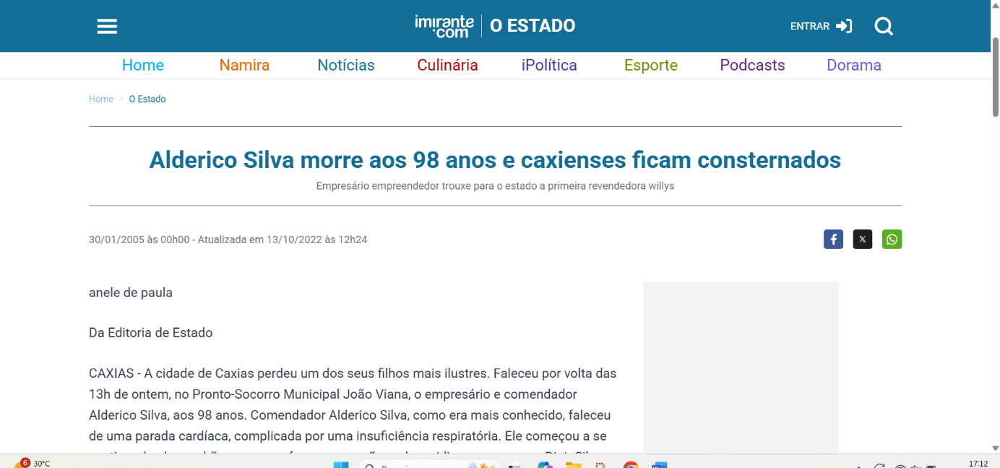 imirante.com O ESTADO
ENTRAR
Home Namira Notícias Culinária iPolítica Esporte Podcasts Dorama
Home > O Estado
Alderico Silva morre aos 98 anos e caxienses ficam consternados
Empresário empreendedor trouxe para o estado a primeira revendedora willys
30/01/2005 às 00h00 - Atualizada em 13/10/2022 às 12h24
anele de paula
Da Editoria de Estado
CAXIAS - A cidade de Caxias perdeu um dos seus filhos mais ilustres. Faleceu por volta das
13h de ontem, no Pronto-Socorro Municipal João Viana, o empresário e comendador
Alderico Silva, aos 98 anos. Comendador Alderico Silva, como era mais conhecido, faleceu
de uma parada cardíaca, complicada por uma insuficiência respiratória. Ele começou a se
6 30°C
17:12